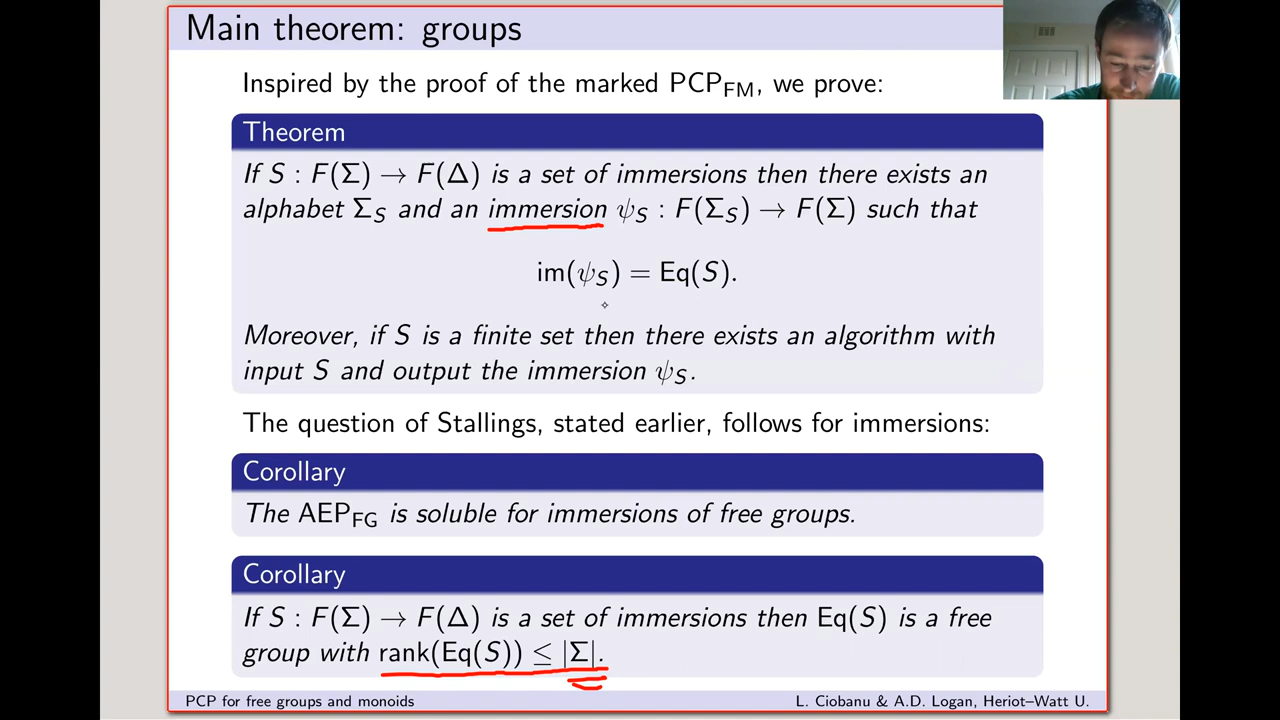 Main theorem: groups
Inspired by the proof of the marked PCP_FM, we prove:
Theorem
If S : F(Σ) → F(Δ) is a set of immersions then there exists an
alphabet Σ_S and an immersion ψ_S : F(Σ_S) → F(Σ) such that
im(ψ_S) = Eq(S).
Moreover, if S is a finite set then there exists an algorithm with
input S and output the immersion ψ_S.
The question of Stallings, stated earlier, follows for immersions:
Corollary
The AEP_FG is soluble for immersions of free groups.
Corollary
If S : F(Σ) → F(Δ) is a set of immersions then Eq(S) is a free
group with rank(Eq(S)) ≤ |Σ|.
PCP for free groups and monoids
L. Ciobanu & A.D. Logan, Heriot–Watt U.